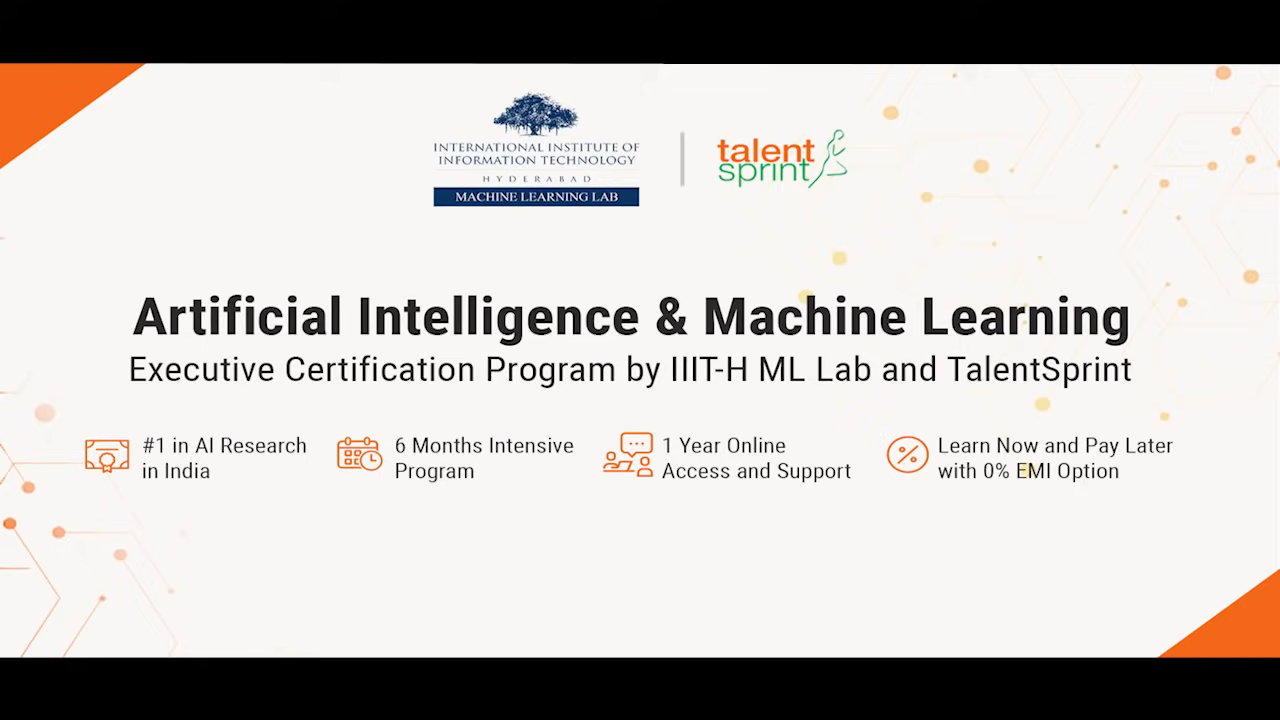 INTERNATIONAL INSTITUTE OF
INFORMATION TECHNOLOGY
HYDERABAD
MACHINE LEARNING LAB
talent
sprint
Artificial Intelligence & Machine Learning
Executive Certification Program by IIIT-H ML Lab and TalentSprint
#1 in AI Research
in India
6 Months Intensive
Program
1 Year Online
Access and Support
Learn Now and Pay Later
with 0% EMI Option